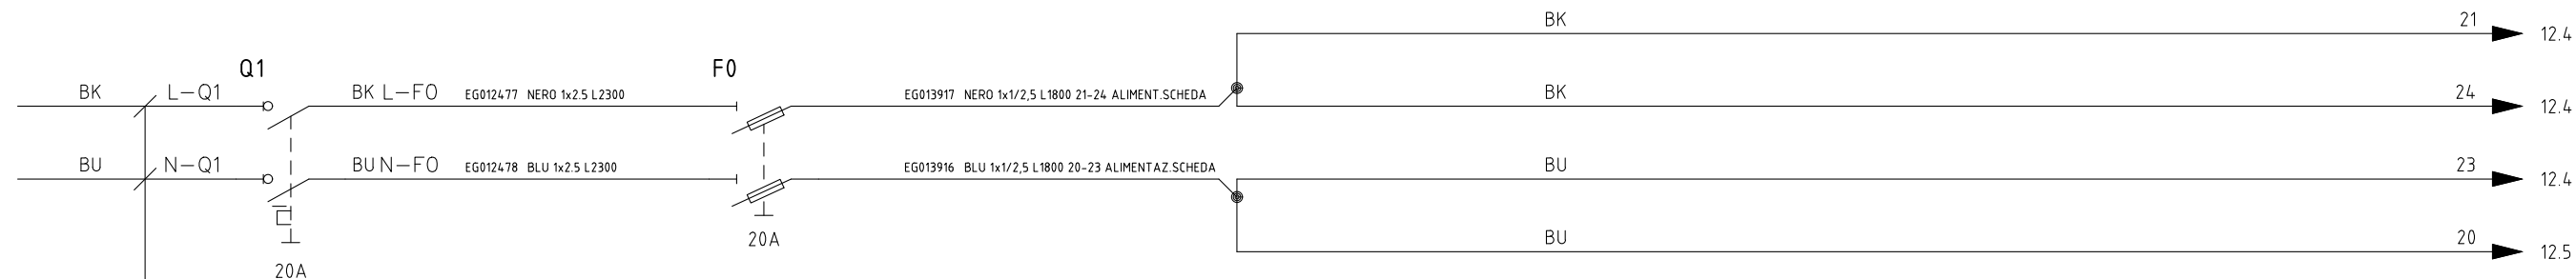 BK 21 12.4
Q1 F0
BK L-Q1 BK L-F0 EG012477 NERO 1x2.5 L2300 EG013917 NERO 1x1/2,5 L1800 21-24 ALIMENT.SCHEDA BK 24 12.4
BU N-Q1 BU N-F0 EG012478 BLU 1x2.5 L2300 EG013916 BLU 1x1/2,5 L1800 20-23 ALIMENTAZ.SCHEDA BU 23 12.4
20A BU 20 12.5
20A